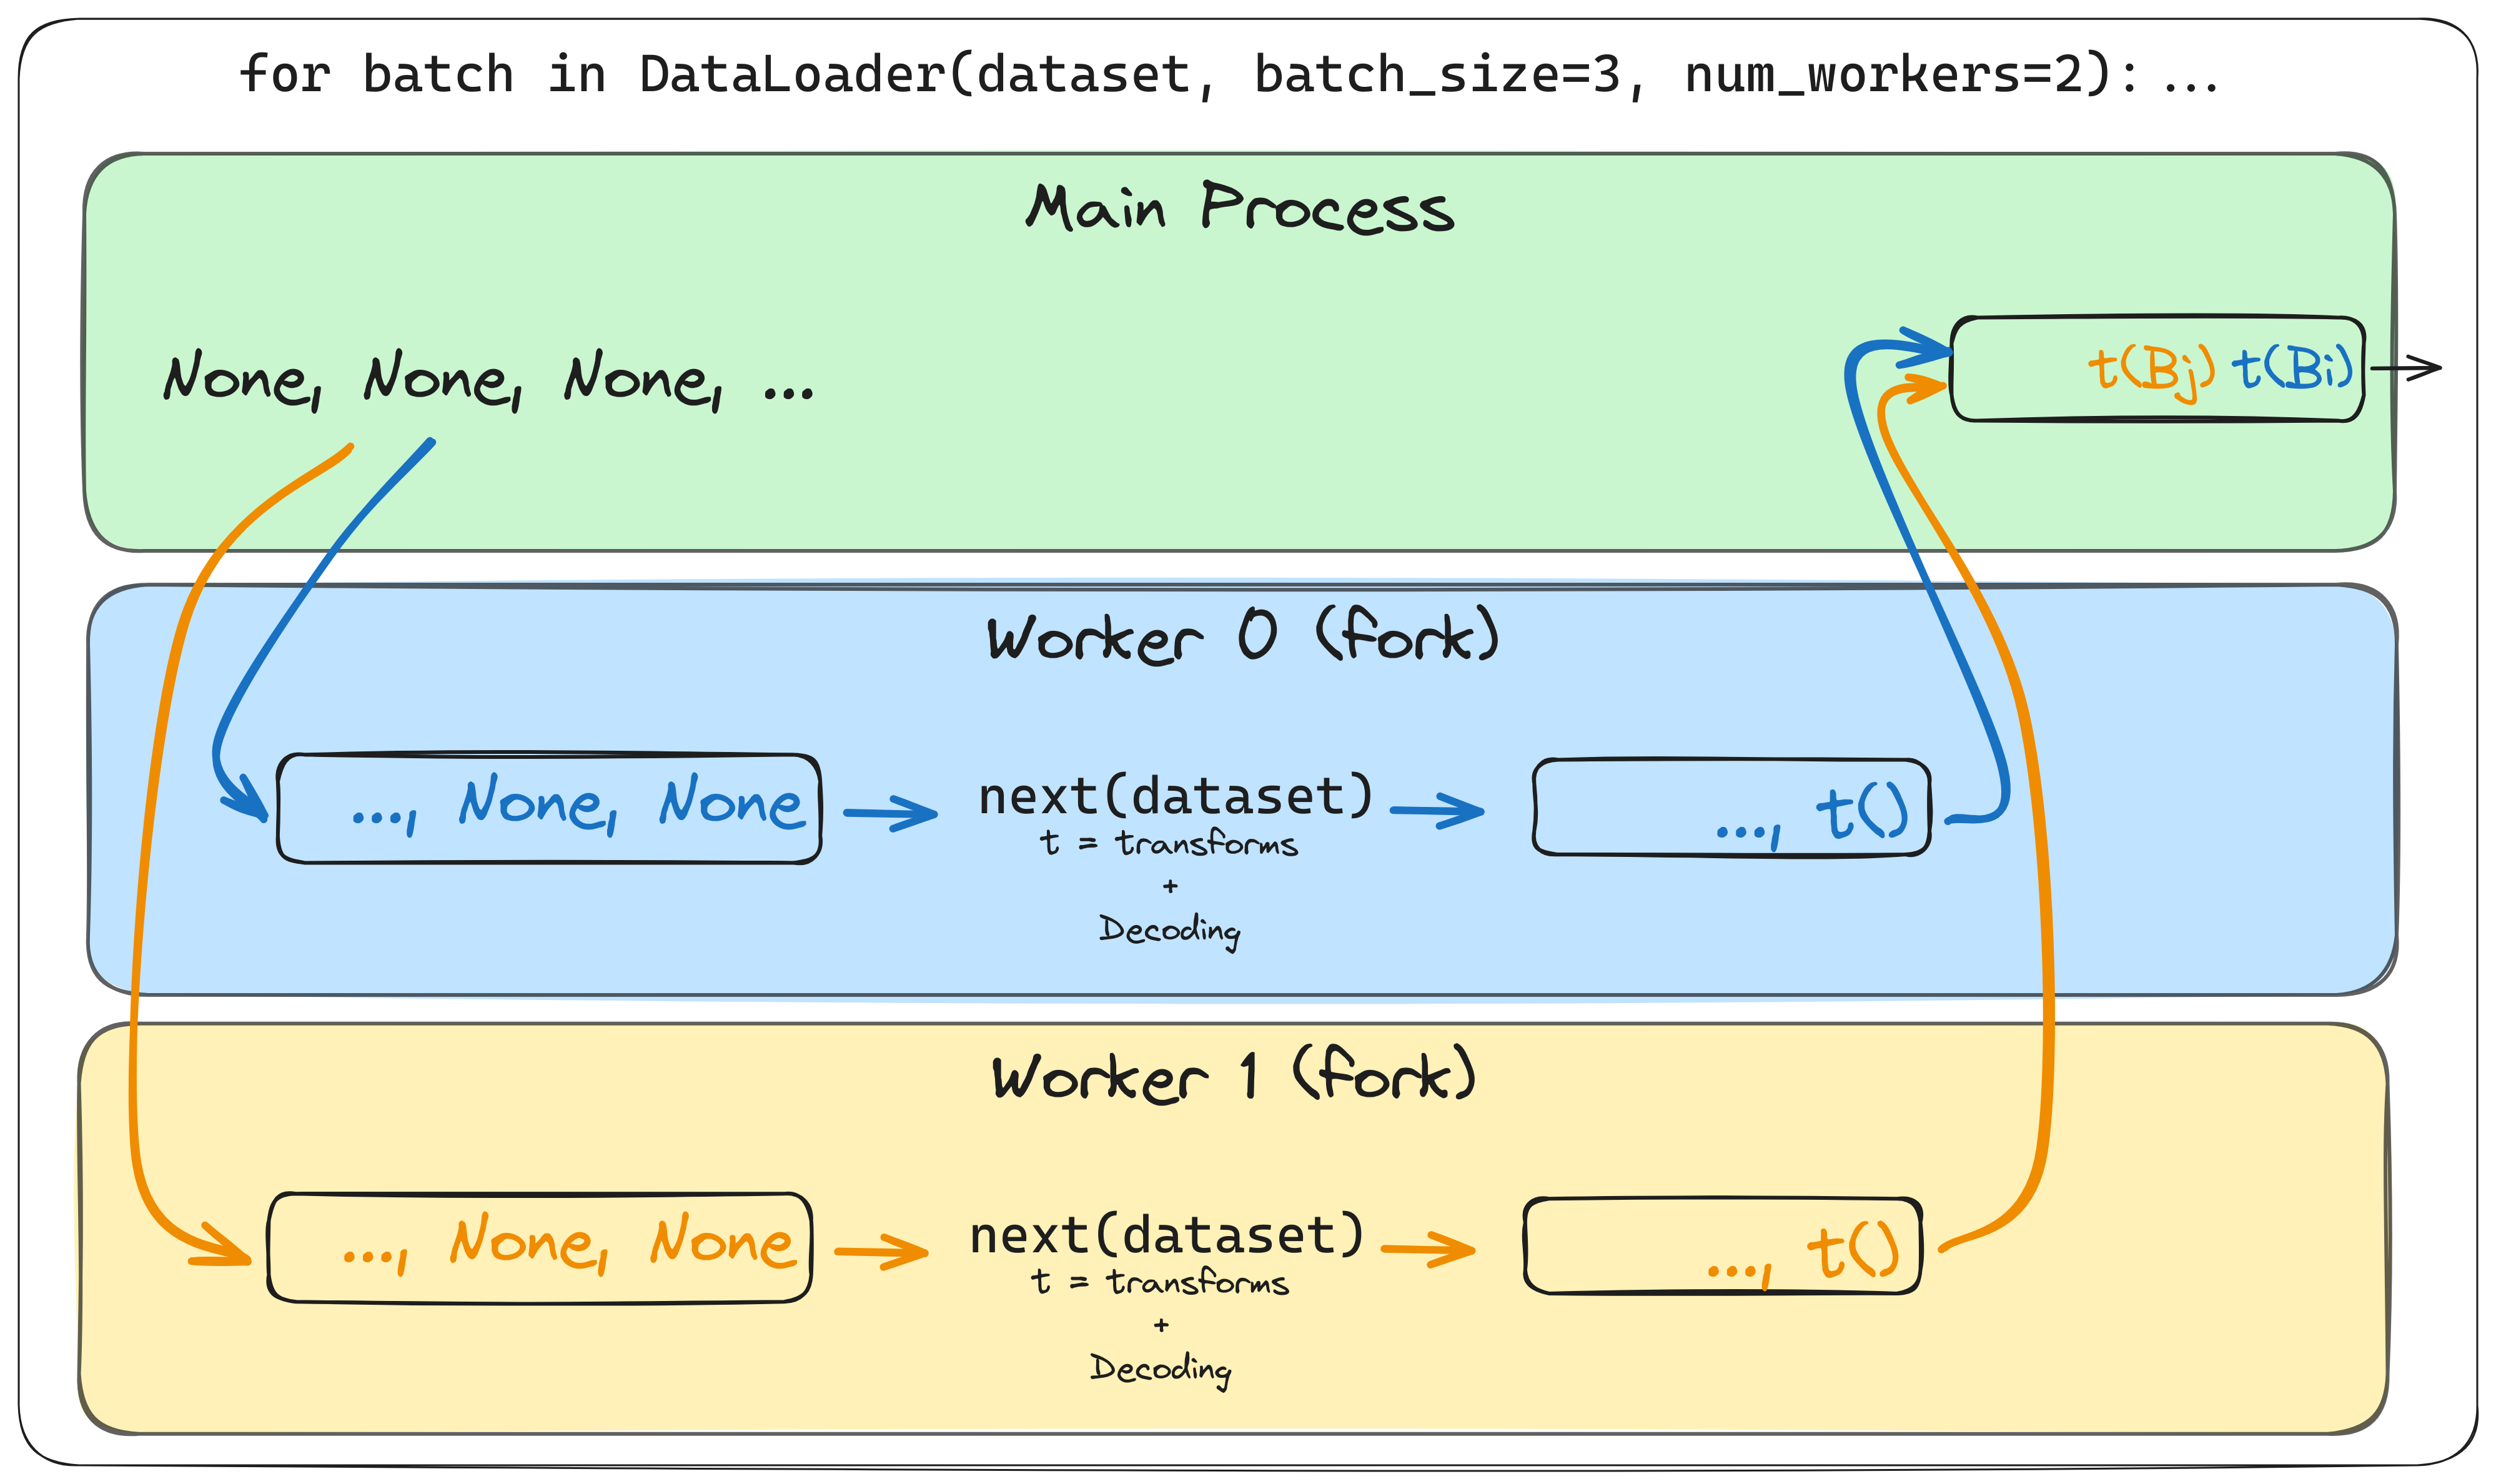 for batch in DataLoader(dataset, batch_size=3, num_workers=2): ...
Main Process
None, None, None, ...
t(Bj) t(Bi)
Worker 0 (fork)
..., None, None
next(dataset)
t = transforms
+
Decoding
..., t()
Worker 1 (fork)
..., None, None
next(dataset)
t = transforms
+
Decoding
..., t()